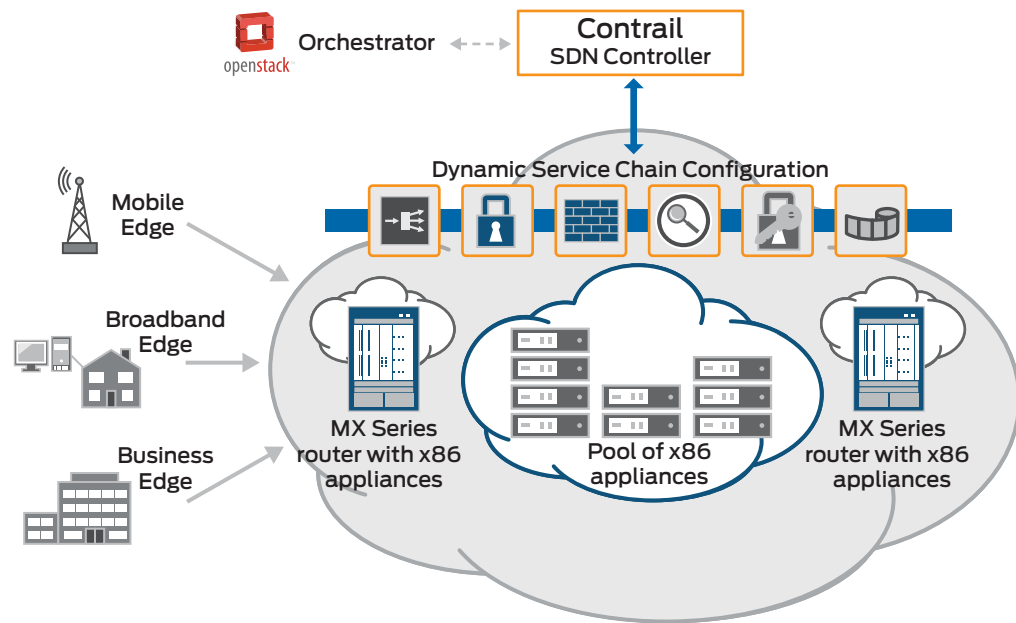 Contrail
SDN Controller
Orchestrator
openstack
Dynamic Service Chain Configuration
Mobile
Edge
Broadband
Edge
Business
Edge
MX Series
router with x86
appliances
Pool of x86
appliances
MX Series
router with x86
appliances